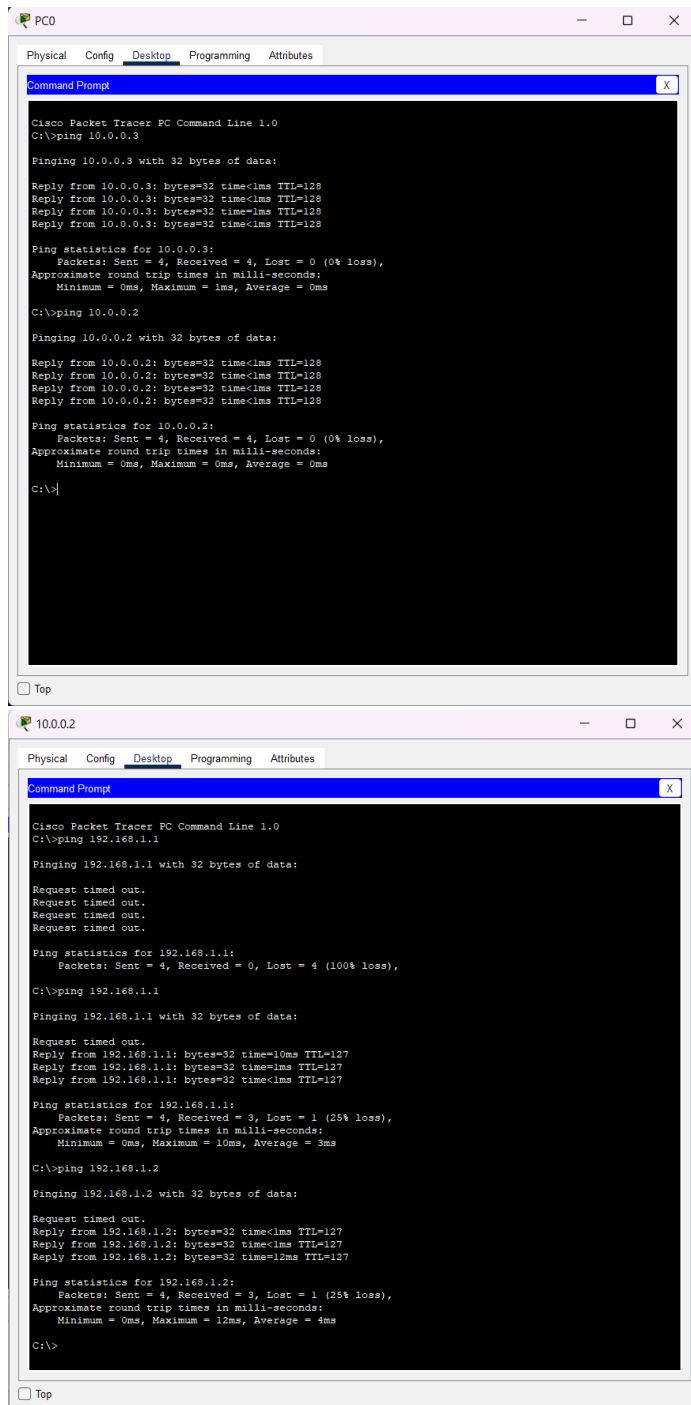 PC0
Physical Config Desktop Programming Attributes
Command Prompt X
Cisco Packet Tracer PC Command Line 1.0
C:\>ping 10.0.0.3
Pinging 10.0.0.3 with 32 bytes of data:
Reply from 10.0.0.3: bytes=32 time<1ms TTL=128
Reply from 10.0.0.3: bytes=32 time<1ms TTL=128
Reply from 10.0.0.3: bytes=32 time=1ms TTL=128
Reply from 10.0.0.3: bytes=32 time<1ms TTL=128
Ping statistics for 10.0.0.3:
Packets: Sent = 4, Received = 4, Lost = 0 (0% loss),
Approximate round trip times in milli-seconds:
Minimum = 0ms, Maximum = 1ms, Average = 0ms
C:\>ping 10.0.0.2
Pinging 10.0.0.2 with 32 bytes of data:
Reply from 10.0.0.2: bytes=32 time<1ms TTL=128
Reply from 10.0.0.2: bytes=32 time<1ms TTL=128
Reply from 10.0.0.2: bytes=32 time<1ms TTL=128
Reply from 10.0.0.2: bytes=32 time<1ms TTL=128
Ping statistics for 10.0.0.2:
Packets: Sent = 4, Received = 4, Lost = 0 (0% loss),
Approximate round trip times in milli-seconds:
Minimum = 0ms, Maximum = 0ms, Average = 0ms
C:\>
Top
10.0.0.2
Physical Config Desktop Programming Attributes
Command Prompt X
Cisco Packet Tracer PC Command Line 1.0
C:\>ping 192.168.1.1
Pinging 192.168.1.1 with 32 bytes of data:
Request timed out.
Request timed out.
Request timed out.
Request timed out.
Ping statistics for 192.168.1.1:
Packets: Sent = 4, Received = 0, Lost = 4 (100% loss),
C:\>ping 192.168.1.1
Pinging 192.168.1.1 with 32 bytes of data:
Request timed out.
Reply from 192.168.1.1: bytes=32 time=10ms TTL=127
Reply from 192.168.1.1: bytes=32 time=1ms TTL=127
Reply from 192.168.1.1: bytes=32 time<1ms TTL=127
Ping statistics for 192.168.1.1:
Packets: Sent = 4, Received = 3, Lost = 1 (25% loss),
Approximate round trip times in milli-seconds:
Minimum = 0ms, Maximum = 10ms, Average = 3ms
C:\>ping 192.168.1.2
Pinging 192.168.1.2 with 32 bytes of data:
Request timed out.
Reply from 192.168.1.2: bytes=32 time<1ms TTL=127
Reply from 192.168.1.2: bytes=32 time<1ms TTL=127
Reply from 192.168.1.2: bytes=32 time=12ms TTL=127
Ping statistics for 192.168.1.2:
Packets: Sent = 4, Received = 3, Lost = 1 (25% loss),
Approximate round trip times in milli-seconds:
Minimum = 0ms, Maximum = 12ms, Average = 4ms
C:\>
Top